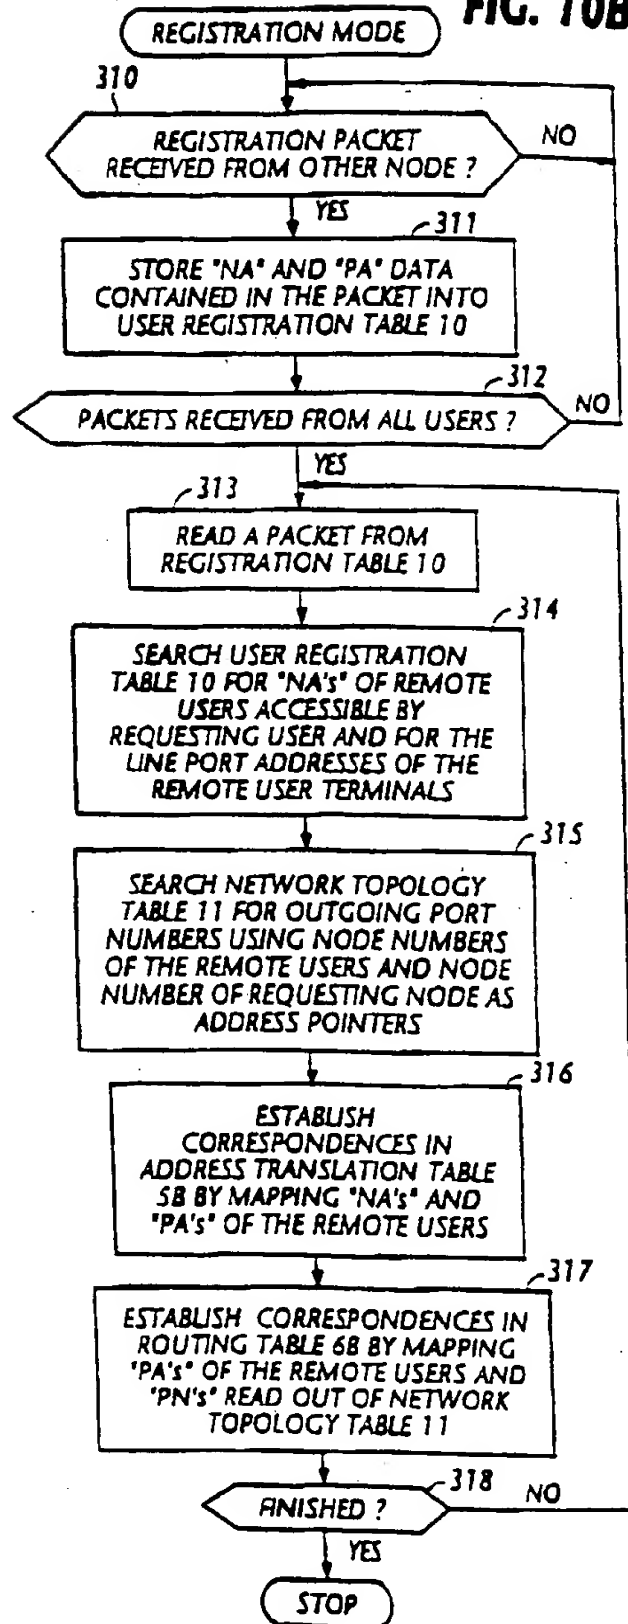 FIG. 10B
REGISTRATION MODE
310
REGISTRATION PACKET
RECEIVED FROM OTHER NODE ?
NO
YES
311
STORE "NA" AND "PA" DATA
CONTAINED IN THE PACKET INTO
USER REGISTRATION TABLE 10
312
PACKETS RECEIVED FROM ALL USERS ?
NO
YES
313
READ A PACKET FROM
REGISTRATION TABLE 10
314
SEARCH USER REGISTRATION
TABLE 10 FOR "NA's" OF REMOTE
USERS ACCESSIBLE BY
REQUESTING USER AND FOR THE
LINE PORT ADDRESSES OF THE
REMOTE USER TERMINALS
315
SEARCH NETWORK TOPOLOGY
TABLE 11 FOR OUTGOING PORT
NUMBERS USING NODE NUMBERS
OF THE REMOTE USERS AND NODE
NUMBER OF REQUESTING NODE AS
ADDRESS POINTERS
316
ESTABLISH
CORRESPONDENCES IN
ADDRESS TRANSLATION TABLE
5B BY MAPPING "NA's" AND
"PA's" OF THE REMOTE USERS
317
ESTABLISH CORRESPONDENCES IN
ROUTING TABLE 6B BY MAPPING
"PA's" OF THE REMOTE USERS AND
"PN's" READ OUT OF NETWORK
TOPOLOGY TABLE 11
318
FINISHED ?
NO
YES
STOP